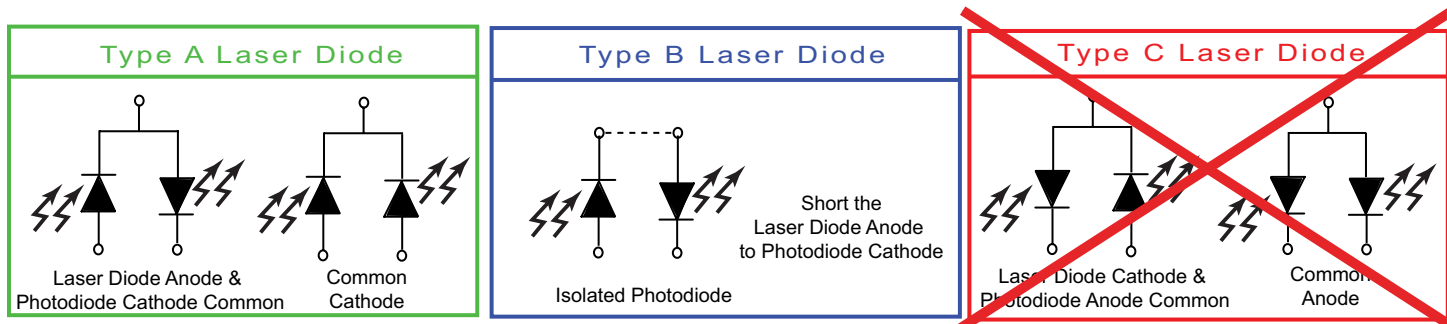 Type A Laser Diode
Laser Diode Anode &
Photodiode Cathode Common
Common
Cathode
Type B Laser Diode
Short the
Laser Diode Anode
to Photodiode Cathode
Isolated Photodiode
Type C Laser Diode
Laser Diode Cathode &
Photodiode Anode Common
Common
Anode